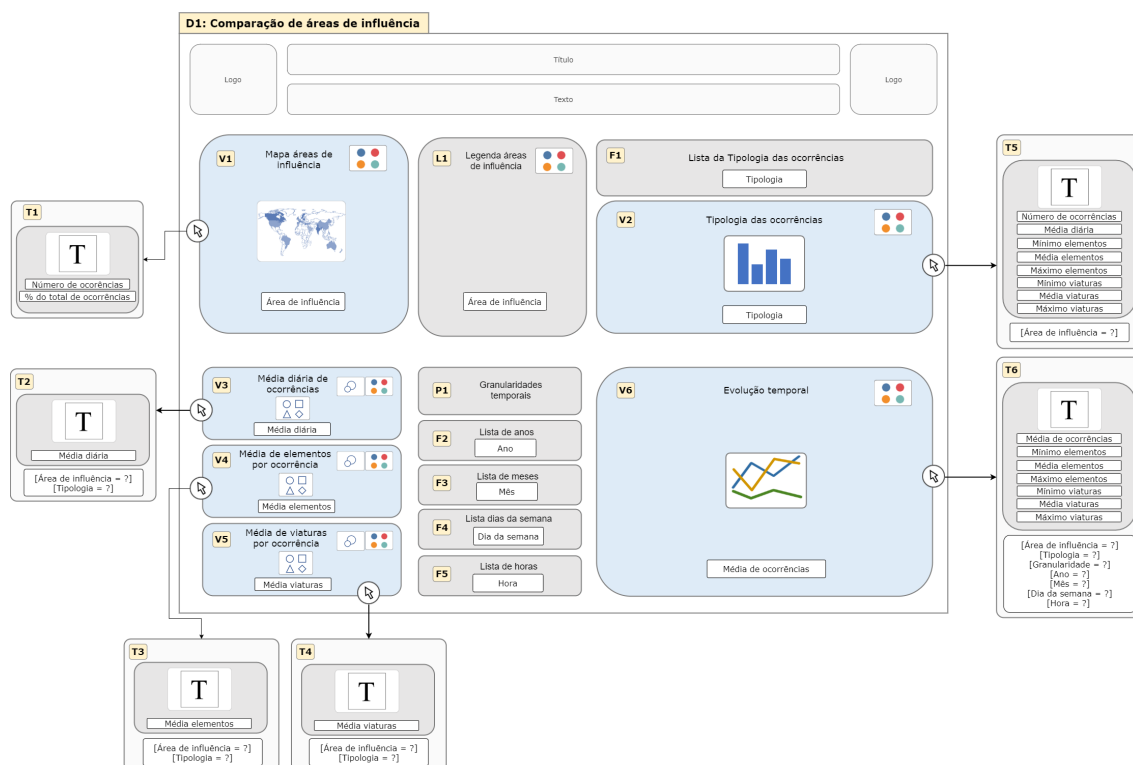 D1: Comparação de áreas de influência
Logo
Título
Texto
Logo
V1
Mapa áreas de
influência
Área de influência
L1
Legenda áreas
de influência
Área de influência
F1
Lista da Tipologia das ocorrências
Tipologia
V2
Tipologia das ocorrências
Tipologia
T1
T
Número de ocorências
% do total de ocorrências
T5
T
Número de ocorrências
Média diária
Mínimo elementos
Média elementos
Máximo elementos
Mínimo viaturas
Média viaturas
Máximo viaturas
[Área de influência = ?]
T2
T
Média diária
[Área de influência = ?]
[Tipologia = ?]
V3
Média diária de
ocorrências
Média diária
V4
Média de elementos
por ocorrência
Média elementos
V5
Média de viaturas
por ocorrência
Média viaturas
P1
Granularidades
temporais
F2
Lista de anos
Ano
F3
Lista de meses
Mês
F4
Lista dias da semana
Dia da semana
F5
Lista de horas
Hora
V6
Evolução temporal
Média de ocorrências
T6
T
Média de ocorrências
Mínimo elementos
Média elementos
Máximo elementos
Mínimo viaturas
Média viaturas
Máximo viaturas
[Área de influência = ?]
[Tipologia = ?]
[Granularidade = ?]
[Ano = ?]
[Mês = ?]
[Dia da semana = ?]
[Hora = ?]
T3
T
Média elementos
[Área de influência = ?]
[Tipologia = ?]
T4
T
Média viaturas
[Área de influência = ?]
[Tipologia = ?]